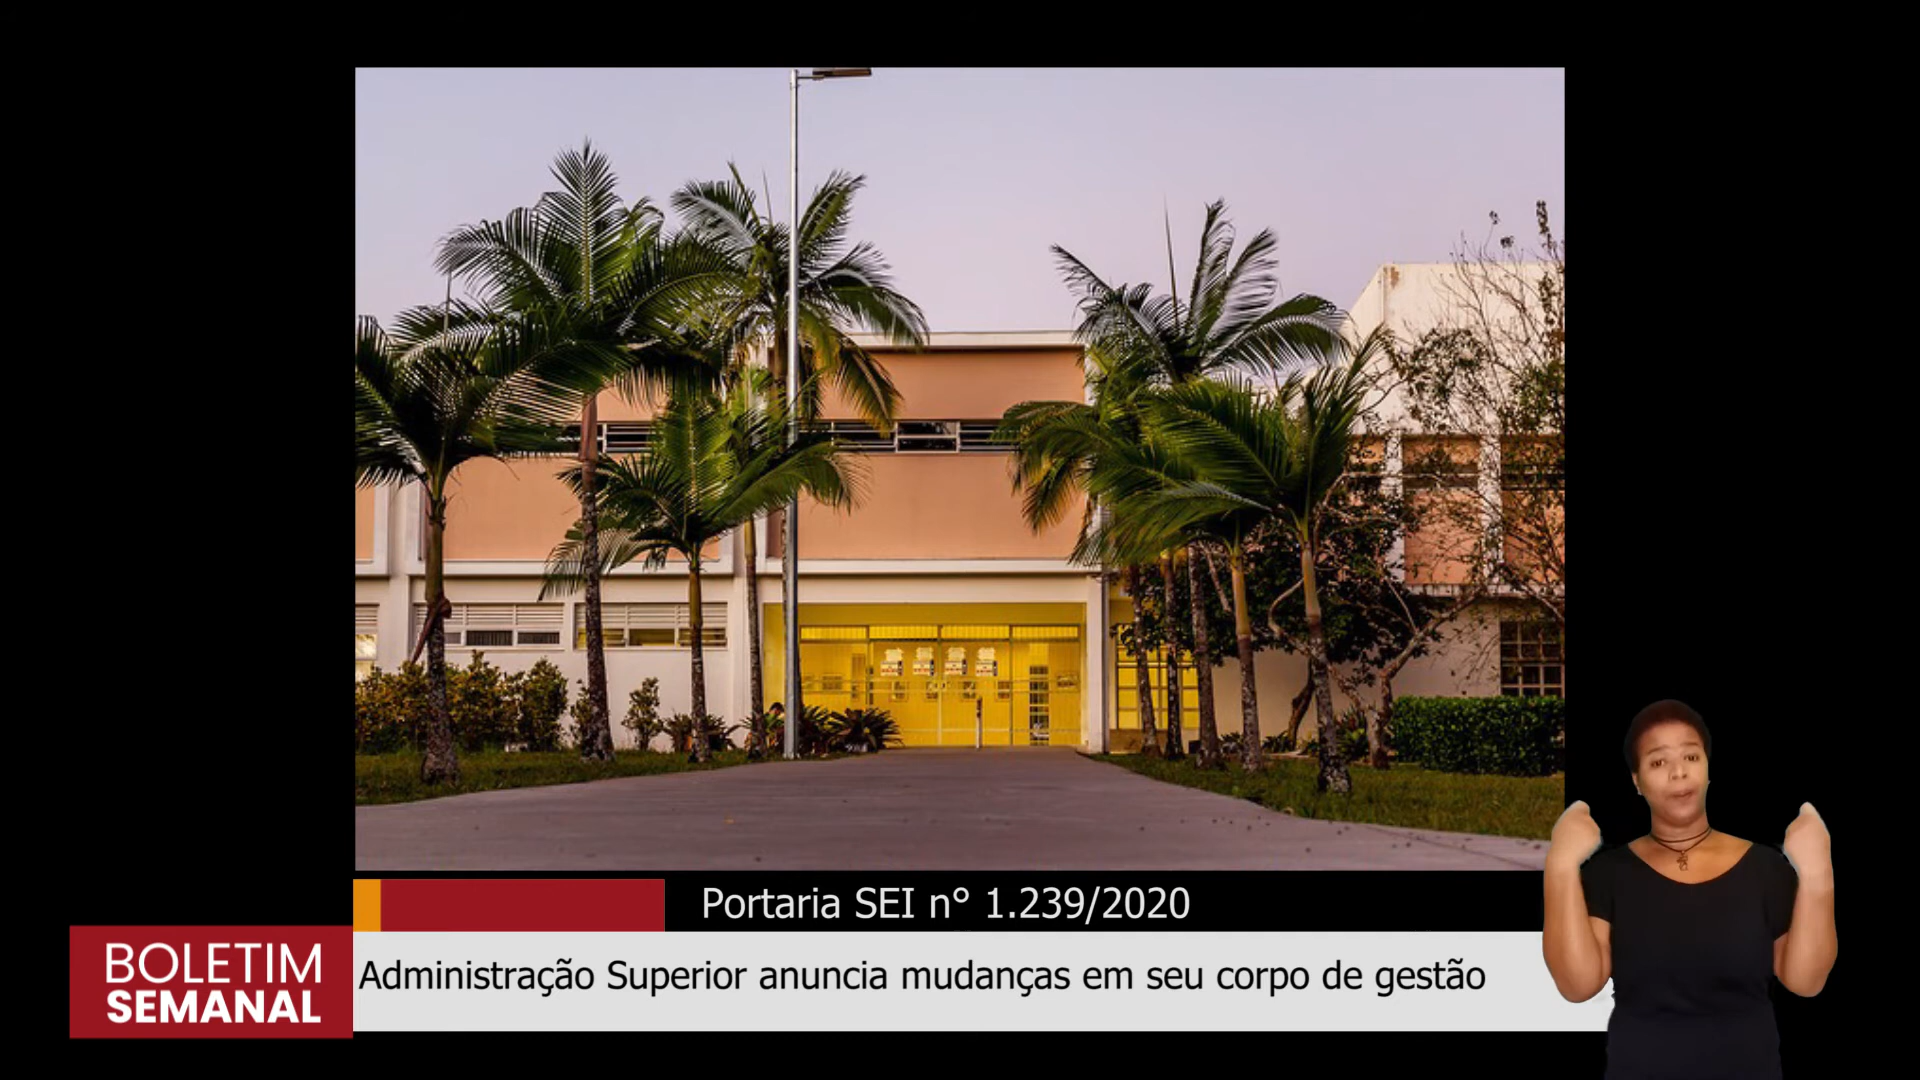 Portaria SEI n° 1.239/2020
BOLETIM
SEMANAL
Administração Superior anuncia mudanças em seu corpo de gestão